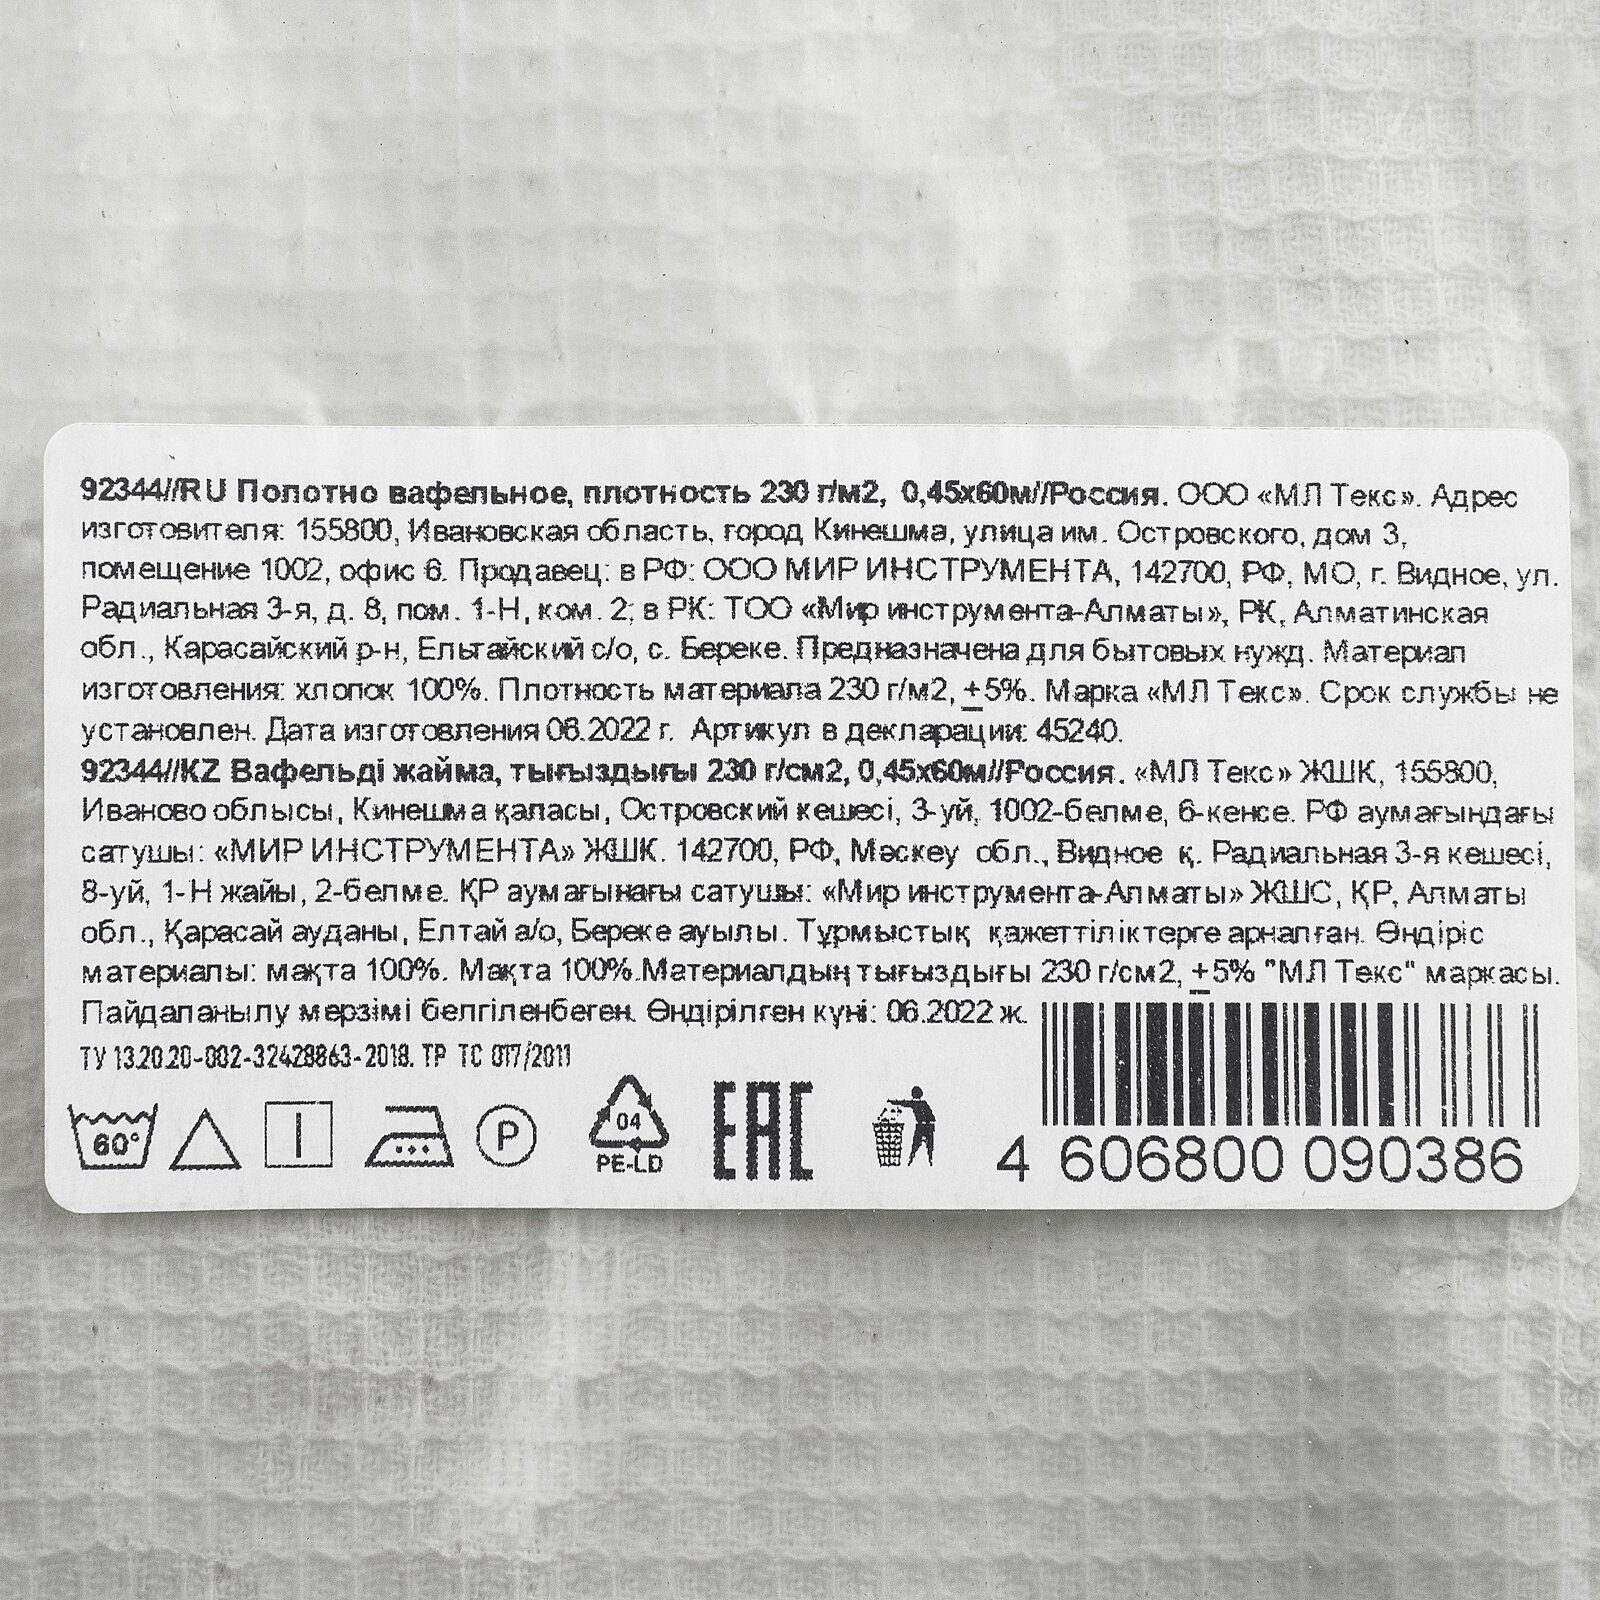 92344//RU Полотно вафельное, плотность 230 г/м2, 0,45х60м//Россия. ООО «МЛ Текс». Адрес
изготовителя: 155800, Ивановская область, город Кинешма, улица им. Островского, дом 3,
помещение 1002, офис 6. Продавец: в РФ: ООО МИР ИНСТРУМЕНТА, 142700, РФ, МО, г. Видное, ул.
Радиальная 3-я, д. 8, пом. 1-Н, ком. 2; в РК: ТОО «Мир инструмента-Алматы», РК, Алматинская
обл., Карасайский р-н, Ельтайский с/о, с. Береке. Предназначена для бытовых нужд. Материал
изготовления: хлопок 100%. Плотность материала 230 г/м2, ±5%. Марка «МЛ Текс». Срок службы не
установлен. Дата изготовления 06.2022 г. Артикул в декларации: 45240.
92344//KZ Вафельді жайма, тығыздығы 230 г/см2, 0,45х60м//Россия. «МЛ Текс» ЖШК, 155800,
Иваново облысы, Кинешма қаласы, Островский кешесі, 3-уй, 1002-белме, 6-кенсе. РФ аумағындағы
сатушы: «МИР ИНСТРУМЕНТА» ЖШК. 142700, РФ, Мәскеу обл., Видное қ. Радиальная 3-я кешесі,
8-уй, 1-Н жайы, 2-белме. ҚР аумағынағы сатушы: «Мир инструмента-Алматы» ЖШС, ҚР, Алматы
обл., Қарасай ауданы, Елтай а/о, Береке ауылы. Тұрмыстық қажеттіліктерге арналған. Өндіріс
материалы: мақта 100%. Мақта 100%.Материалдың тығыздығы 230 г/см2, ±5% "МЛ Текс" маркасы.
Пайдаланылу мерзімі белгіленбеген. Өндірілген күні: 06.2022 ж.
ТУ 13.20.20-002-32428863-2018. ТР ТС 017/2011
60° P 04 PE-LD EAC 4 606800 090386